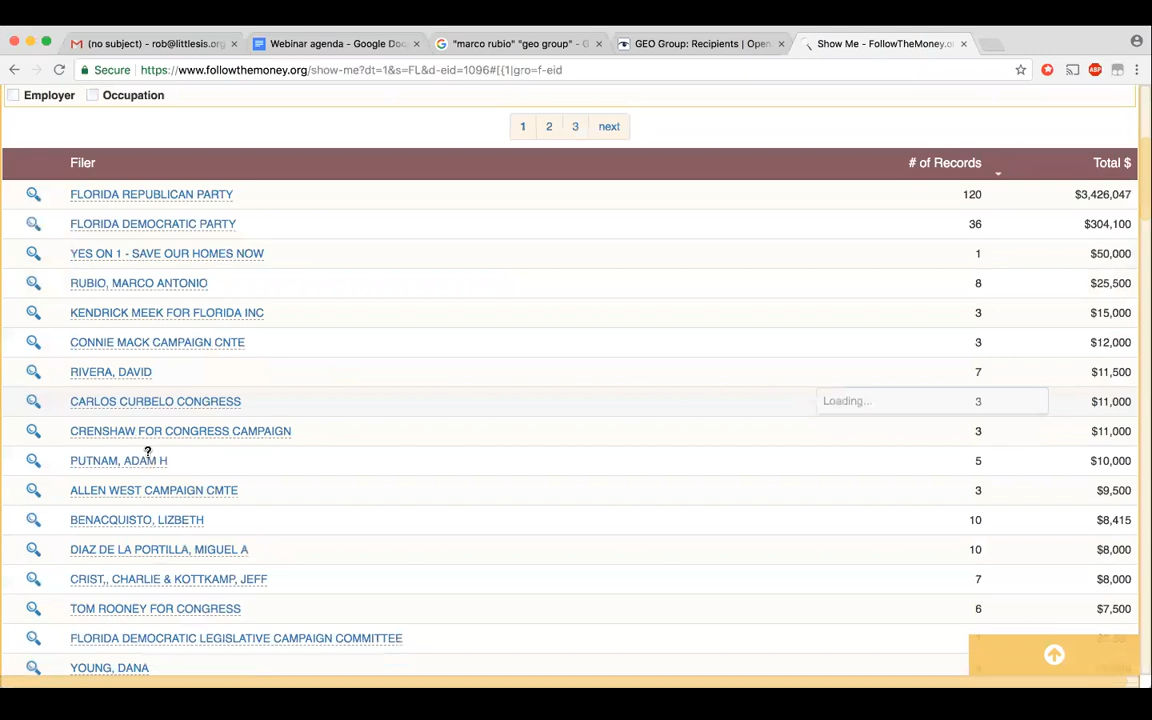 (no subject) - rob@littlesis.org
Webinar agenda - Google Doc
"marco rubio" "geo group" - G
GEO Group: Recipients | Open
Show Me - FollowTheMoney.o
Secure
https://www.followthemoney.org/show-me?dt=1&s=FL&d-eid=1096#[{1|gro=f-eid
ABP
Employer Occupation
1 2 3 next
Filer # of Records Total $
FLORIDA REPUBLICAN PARTY 120 $3,426,047
FLORIDA DEMOCRATIC PARTY 36 $304,100
YES ON 1 - SAVE OUR HOMES NOW 1 $50,000
RUBIO, MARCO ANTONIO 8 $25,500
KENDRICK MEEK FOR FLORIDA INC 3 $15,000
CONNIE MACK CAMPAIGN CNTE 3 $12,000
RIVERA, DAVID 7 $11,500
CARLOS CURBELO CONGRESS Loading... 3 $11,000
CRENSHAW FOR CONGRESS CAMPAIGN 3 $11,000
PUTNAM, ADAM H 5 $10,000
ALLEN WEST CAMPAIGN CMTE 3 $9,500
BENACQUISTO, LIZBETH 10 $8,415
DIAZ DE LA PORTILLA, MIGUEL A 10 $8,000
CRIST,, CHARLIE & KOTTKAMP, JEFF 7 $8,000
TOM ROONEY FOR CONGRESS 6 $7,500
FLORIDA DEMOCRATIC LEGISLATIVE CAMPAIGN COMMITTEE
YOUNG, DANA